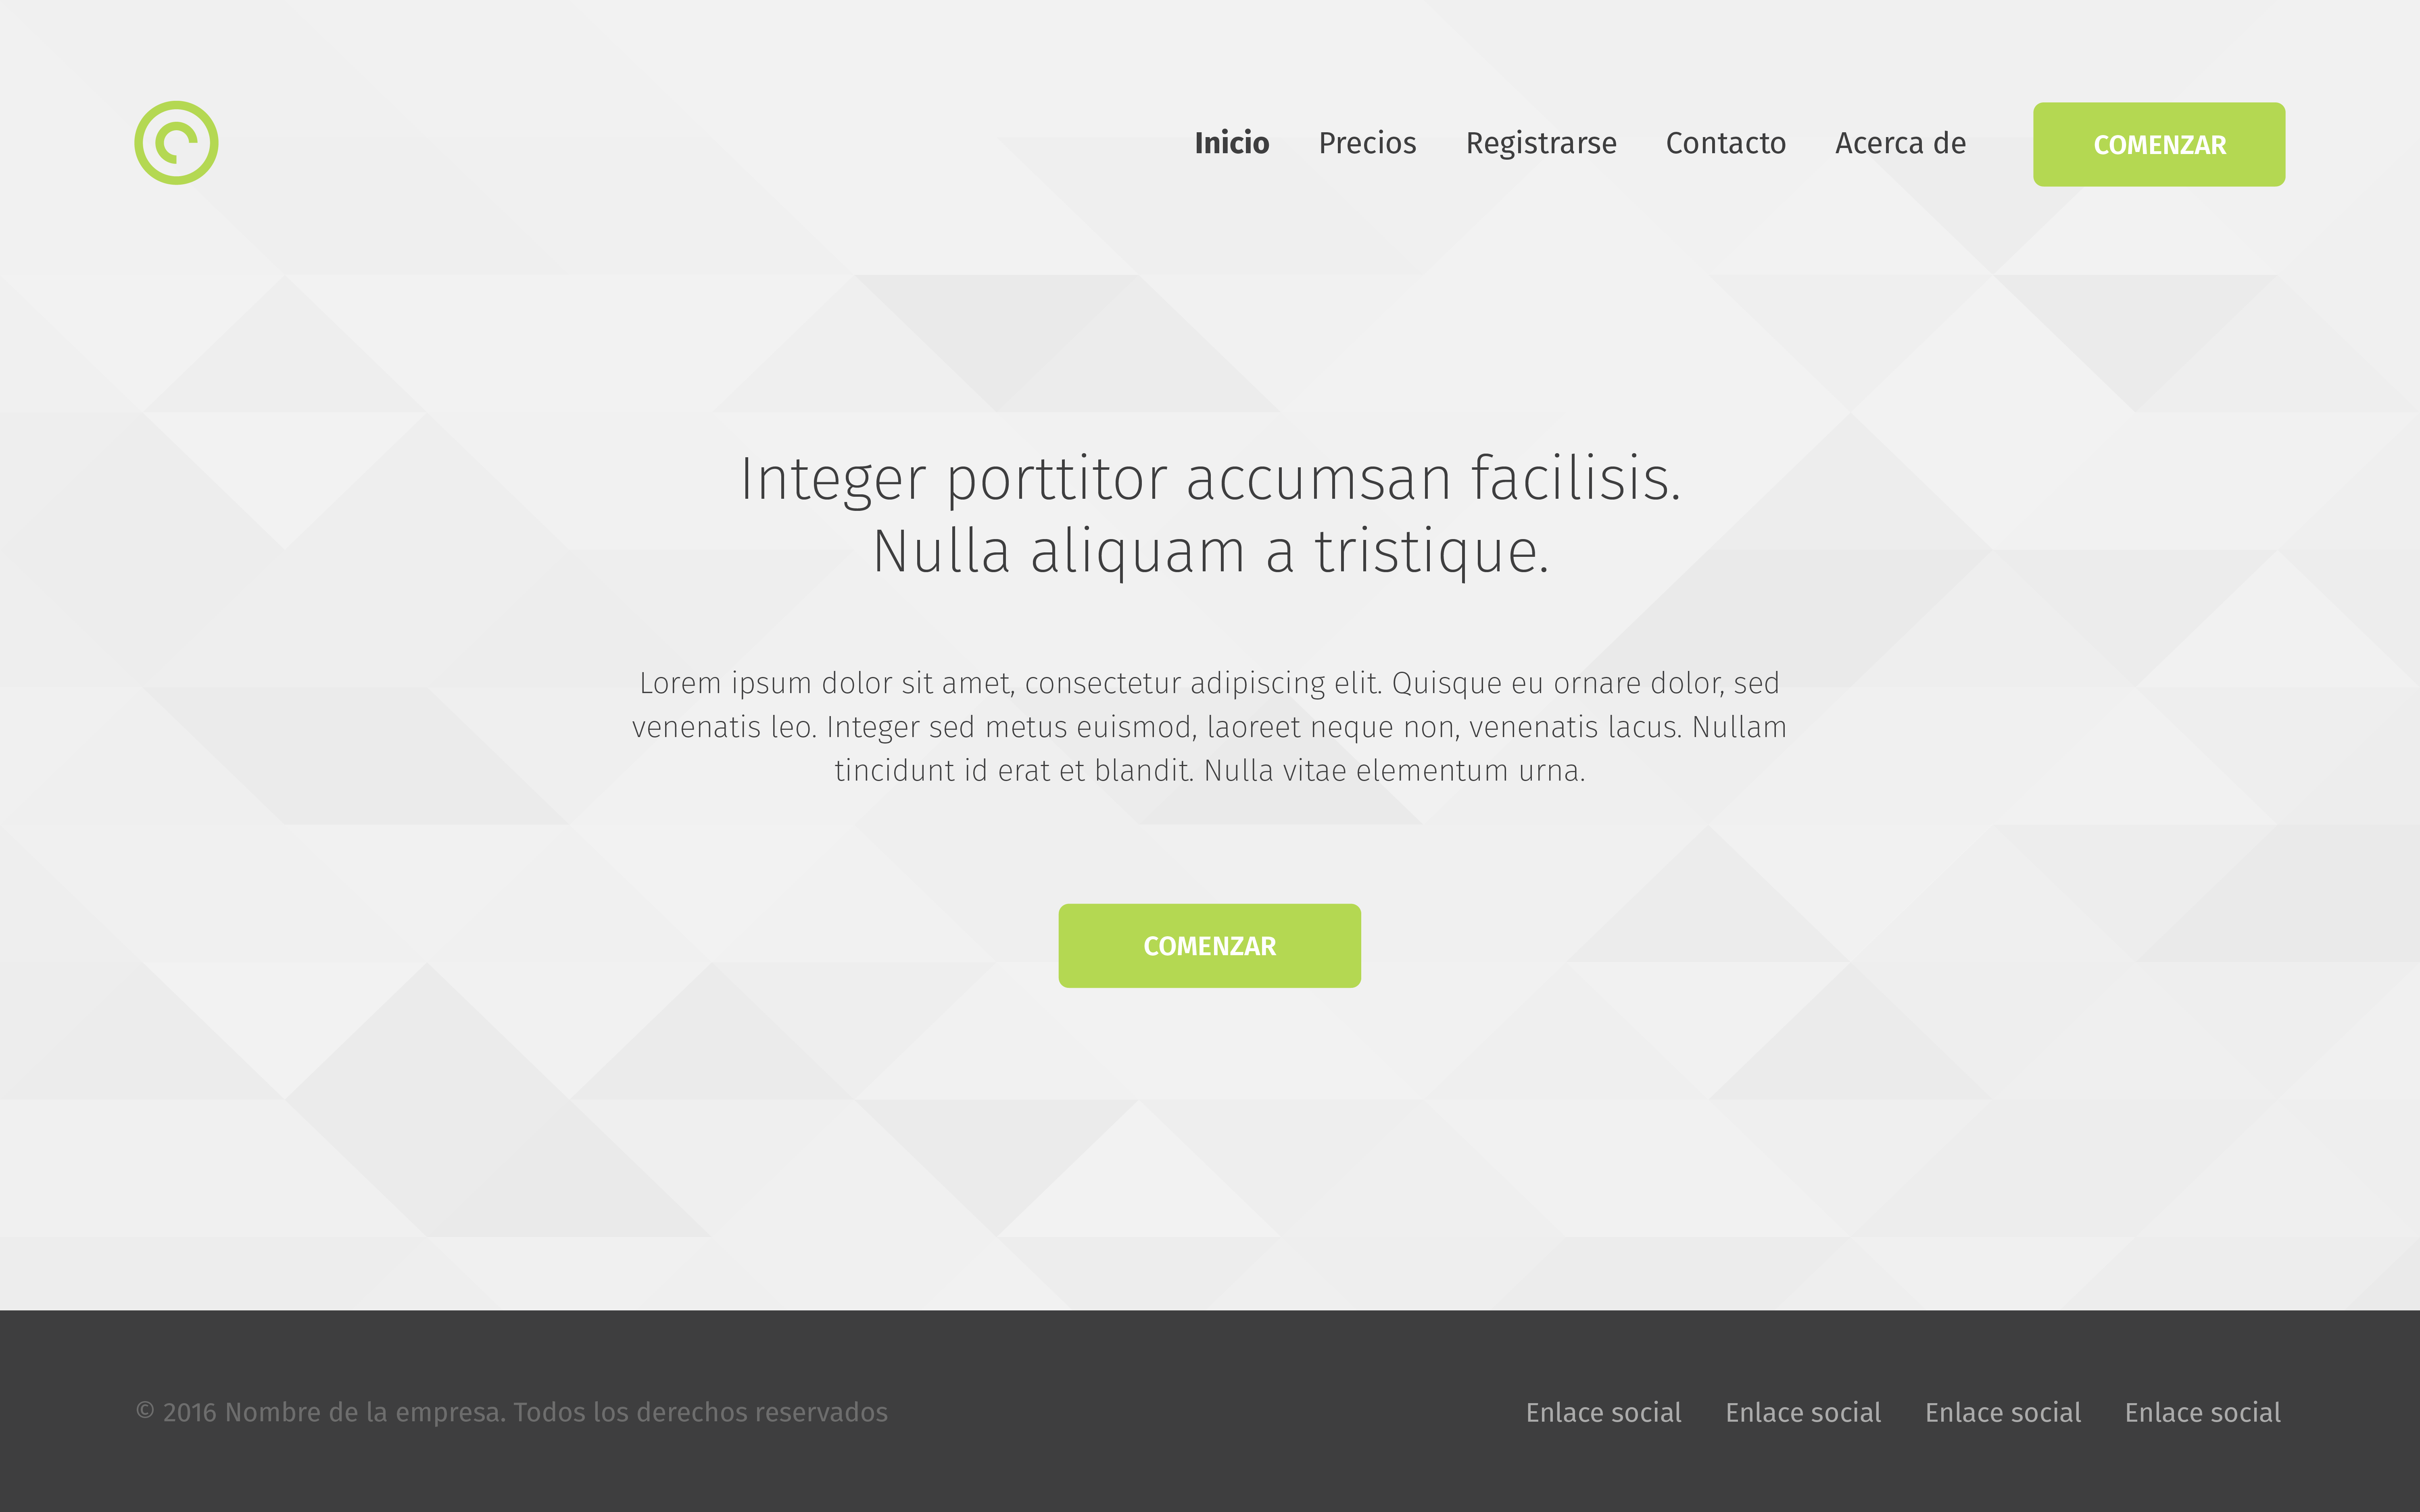 Inicio Precios Registrarse Contacto Acerca de COMENZAR
Integer porttitor accumsan facilisis.
Nulla aliquam a tristique.
Lorem ipsum dolor sit amet, consectetur adipiscing elit. Quisque eu ornare dolor, sed
venenatis leo. Integer sed metus euismod, laoreet neque non, venenatis lacus. Nullam
tincidunt id erat et blandit. Nulla vitae elementum urna.
COMENZAR
© 2016 Nombre de la empresa. Todos los derechos reservados Enlace social Enlace social Enlace social Enlace social